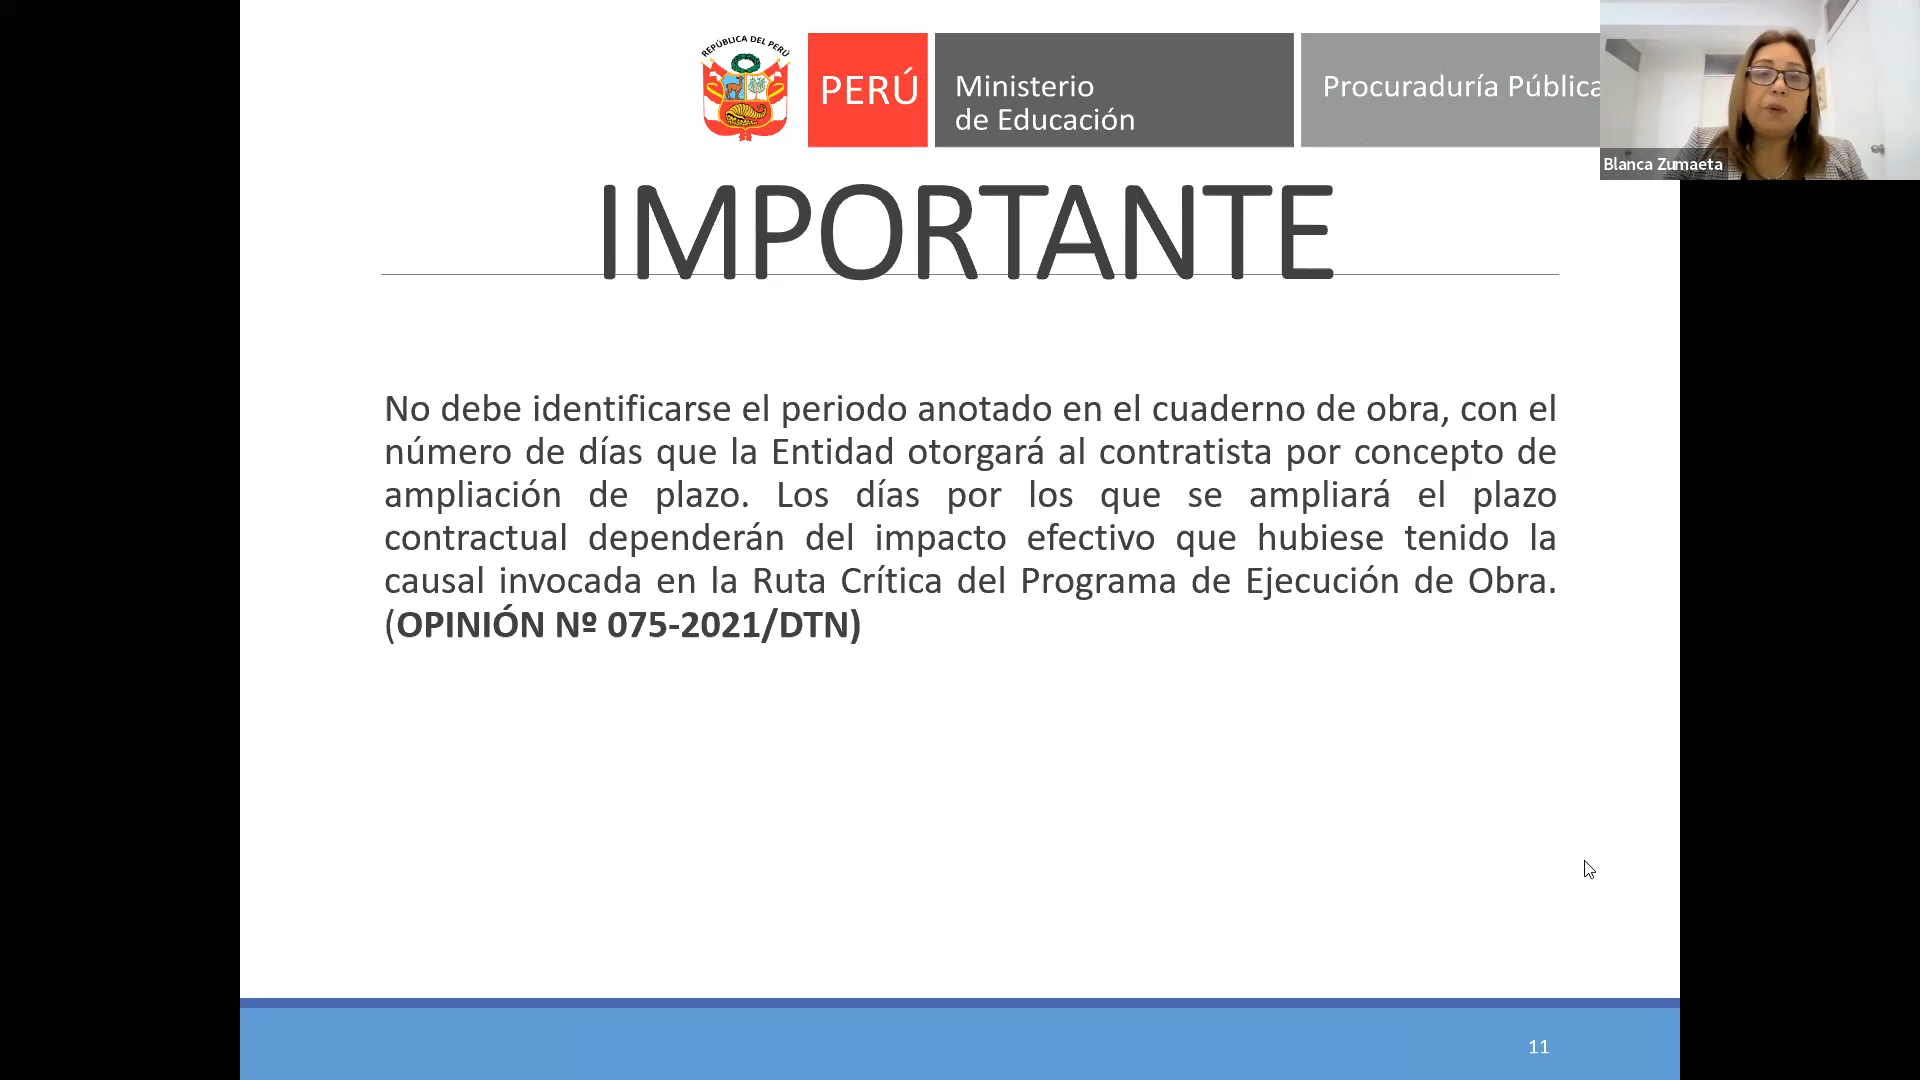 REPÚBLICA DEL PERÚ
PERÚ
Ministerio
de Educación
Procuraduría Pública
Blanca Zumaeta
IMPORTANTE
No debe identificarse el periodo anotado en el cuaderno de obra, con el
número de días que la Entidad otorgará al contratista por concepto de
ampliación de plazo. Los días por los que se ampliará el plazo
contractual dependerán del impacto efectivo que hubiese tenido la
causal invocada en la Ruta Crítica del Programa de Ejecución de Obra.
(OPINIÓN Nº 075-2021/DTN)
11